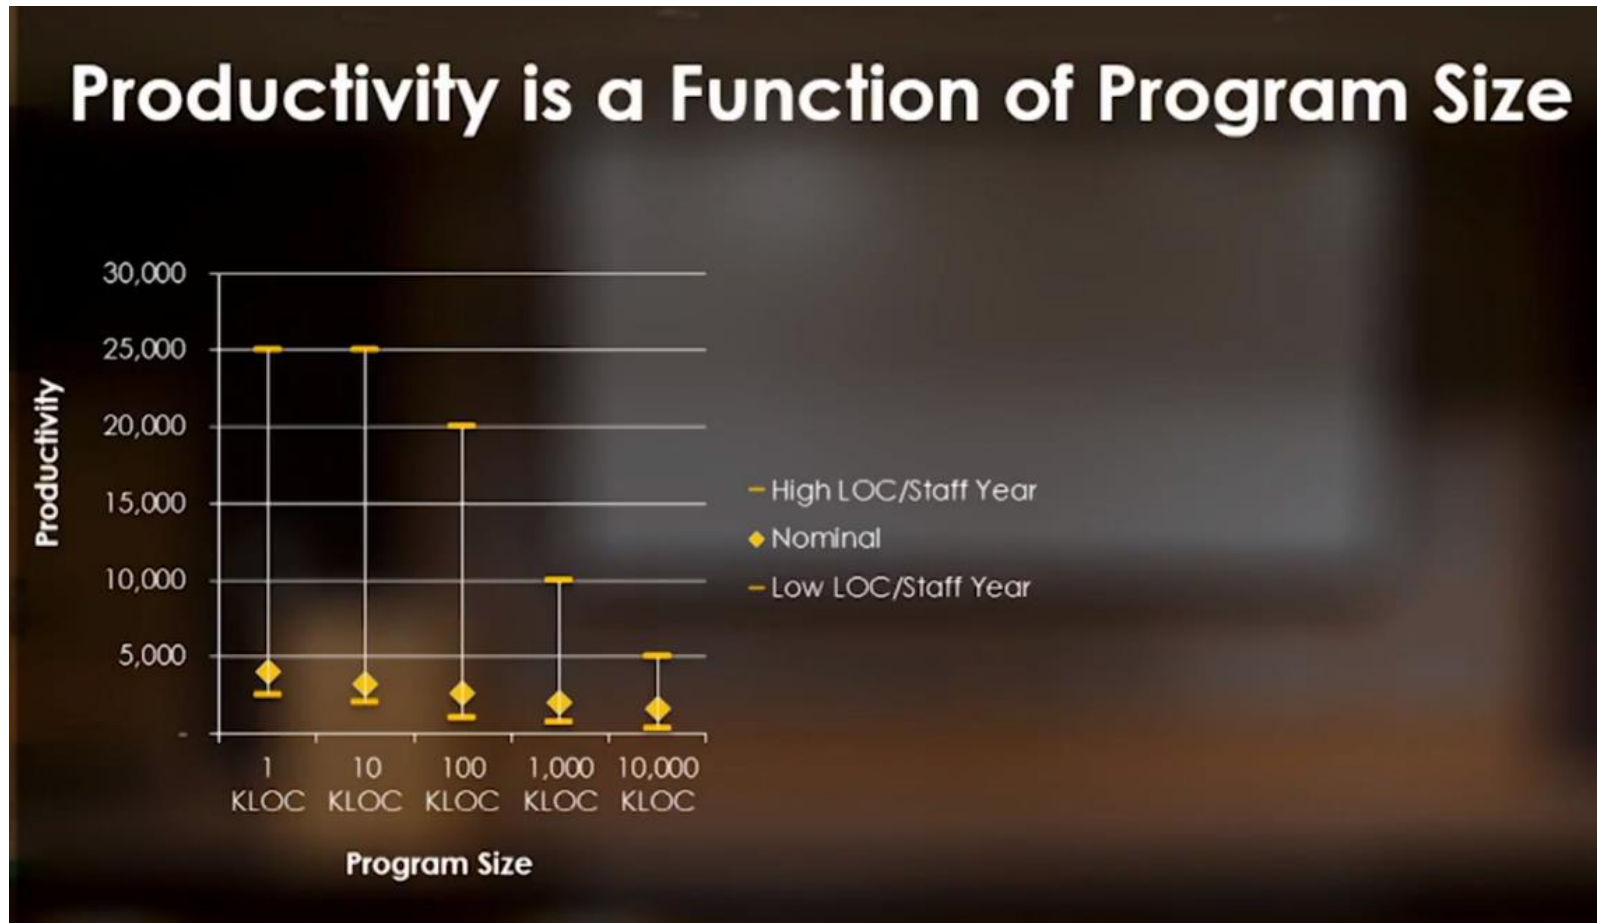 Productivity is a Function of Program Size
30,000
25,000
20,000
15,000
10,000
5,000
-
Productivity
High LOC/Staff Year
Nominal
Low LOC/Staff Year
1 KLOC
10 KLOC
100 KLOC
1,000 KLOC
10,000 KLOC
Program Size